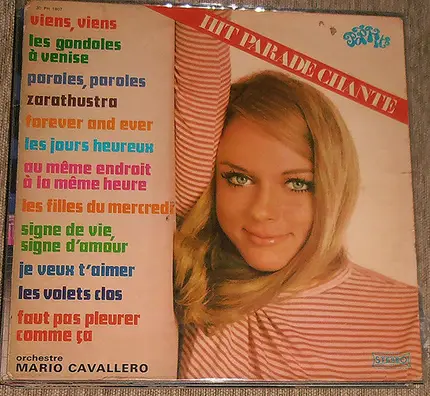 viens, viens
les gondoles
à venise
paroles, paroles
zarathustra
forever and ever
les jours heureux
au même endroit
à la même heure
les filles du mercredi
signe de vie,
signe d'amour
je veux t'aimer
les volets clos
faut pas pleurer
comme ça
orchestre
MARIO CAVALLERO
HIT PARADE CHANTE
STEREO